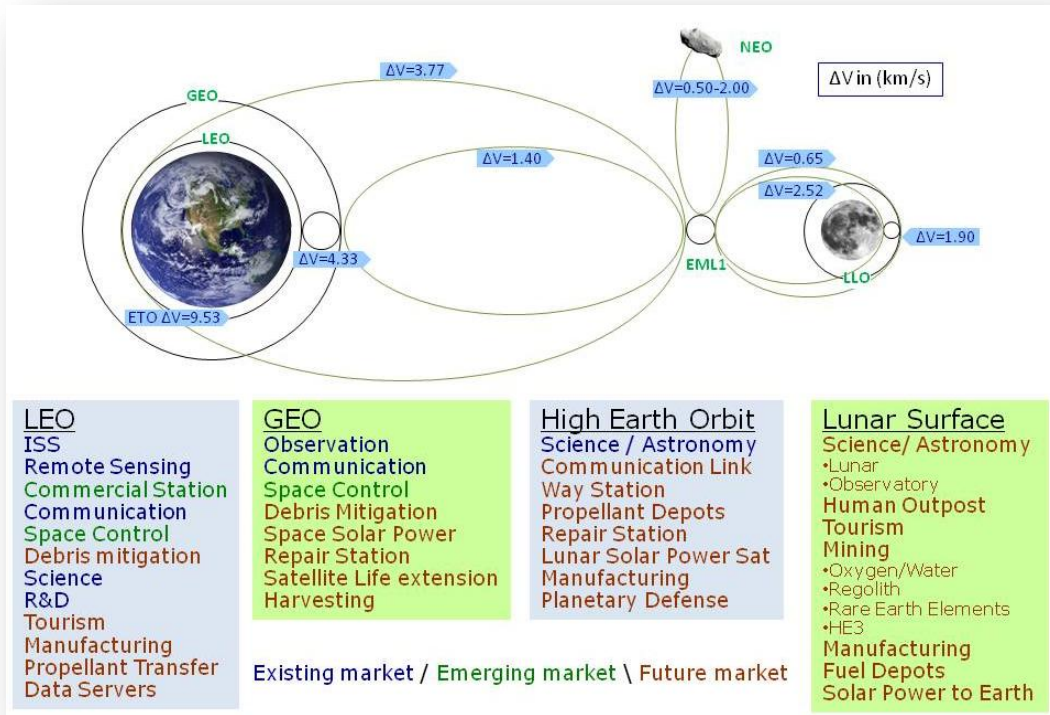 ΔV=3.77
NEO
ΔV in (km/s)
GEO
ΔV=0.50-2.00
LEO
ΔV=1.40
ΔV=0.65
ΔV=2.52
ΔV=4.33
EML1
ΔV=1.90
LLO
ETO ΔV=9.53
LEO
ISS
Remote Sensing
Commercial Station
Communication
Space Control
Debris mitigation
Science
R&D
Tourism
Manufacturing
Propellant Transfer
Data Servers
GEO
Observation
Communication
Space Control
Debris Mitigation
Space Solar Power
Repair Station
Satellite Life extension
Harvesting
High Earth Orbit
Science / Astronomy
Communication Link
Way Station
Propellant Depots
Repair Station
Lunar Solar Power Sat
Manufacturing
Planetary Defense
Lunar Surface
Science/ Astronomy
•Lunar
•Observatory
Human Outpost
Tourism
Mining
•Oxygen/Water
•Regolith
•Rare Earth Elements
•HE3
Manufacturing
Fuel Depots
Solar Power to Earth
Existing market / Emerging market \ Future market